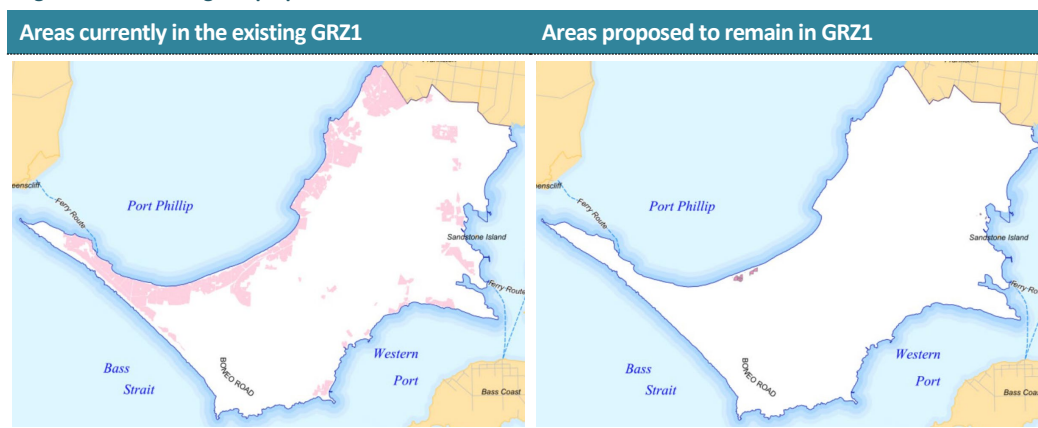 Areas currently in the existing GRZ1
Areas proposed to remain in GRZ1
eenscliff
Ferry Route
Port Phillip
Sandstone Island
Ferry Route
Bass
Strait
BONEO ROAD
Western
Port
Bass Coast
Ferry Route
Port Phillip
Sandstone Island
Bass
Strait
BONEO ROAD
Western
Port
Bass Coast